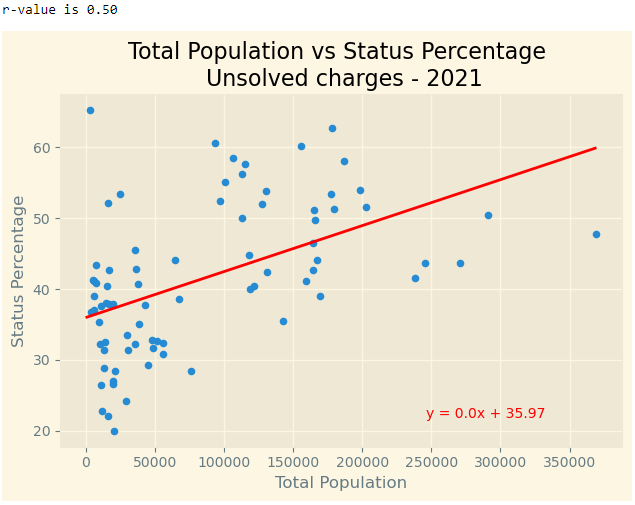 r-value is 0.50
Total Population vs Status Percentage
Unsolved charges - 2021
Status Percentage
60
50
40
30
20
y = 0.0x + 35.97
0 50000 100000 150000 200000 250000 300000 350000
Total Population